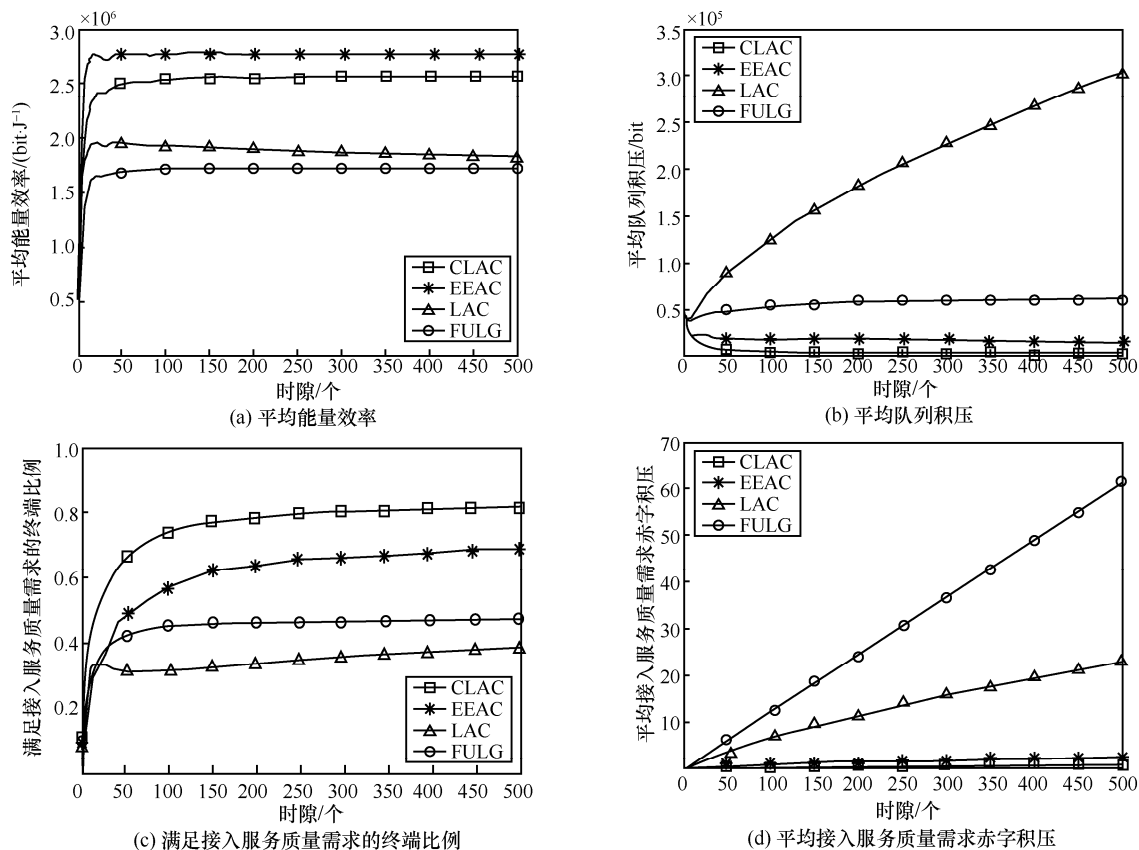 ×10⁶
3.0
2.5
2.0
1.5
1.0
0.5
平均能量效率/(bit·J⁻¹)
CLAC
EEAC
LAC
FULG
0 50 100 150 200 250 300 350 400 450 500
时隙/个
(a) 平均能量效率
×10⁵
3.0
2.5
2.0
1.5
1.0
0.5
平均队列积压/bit
CLAC
EEAC
LAC
FULG
0 50 100 150 200 250 300 350 400 450 500
时隙/个
(b) 平均队列积压
1.0
0.8
0.6
0.4
0.2
满足接入服务质量需求的终端比例
CLAC
EEAC
LAC
FULG
0 50 100 150 200 250 300 350 400 450 500
时隙/个
(c) 满足接入服务质量需求的终端比例
70
60
50
40
30
20
10
平均接入服务质量需求赤字积压
CLAC
EEAC
LAC
FULG
0 50 100 150 200 250 300 350 400 450 500
时隙/个
(d) 平均接入服务质量需求赤字积压